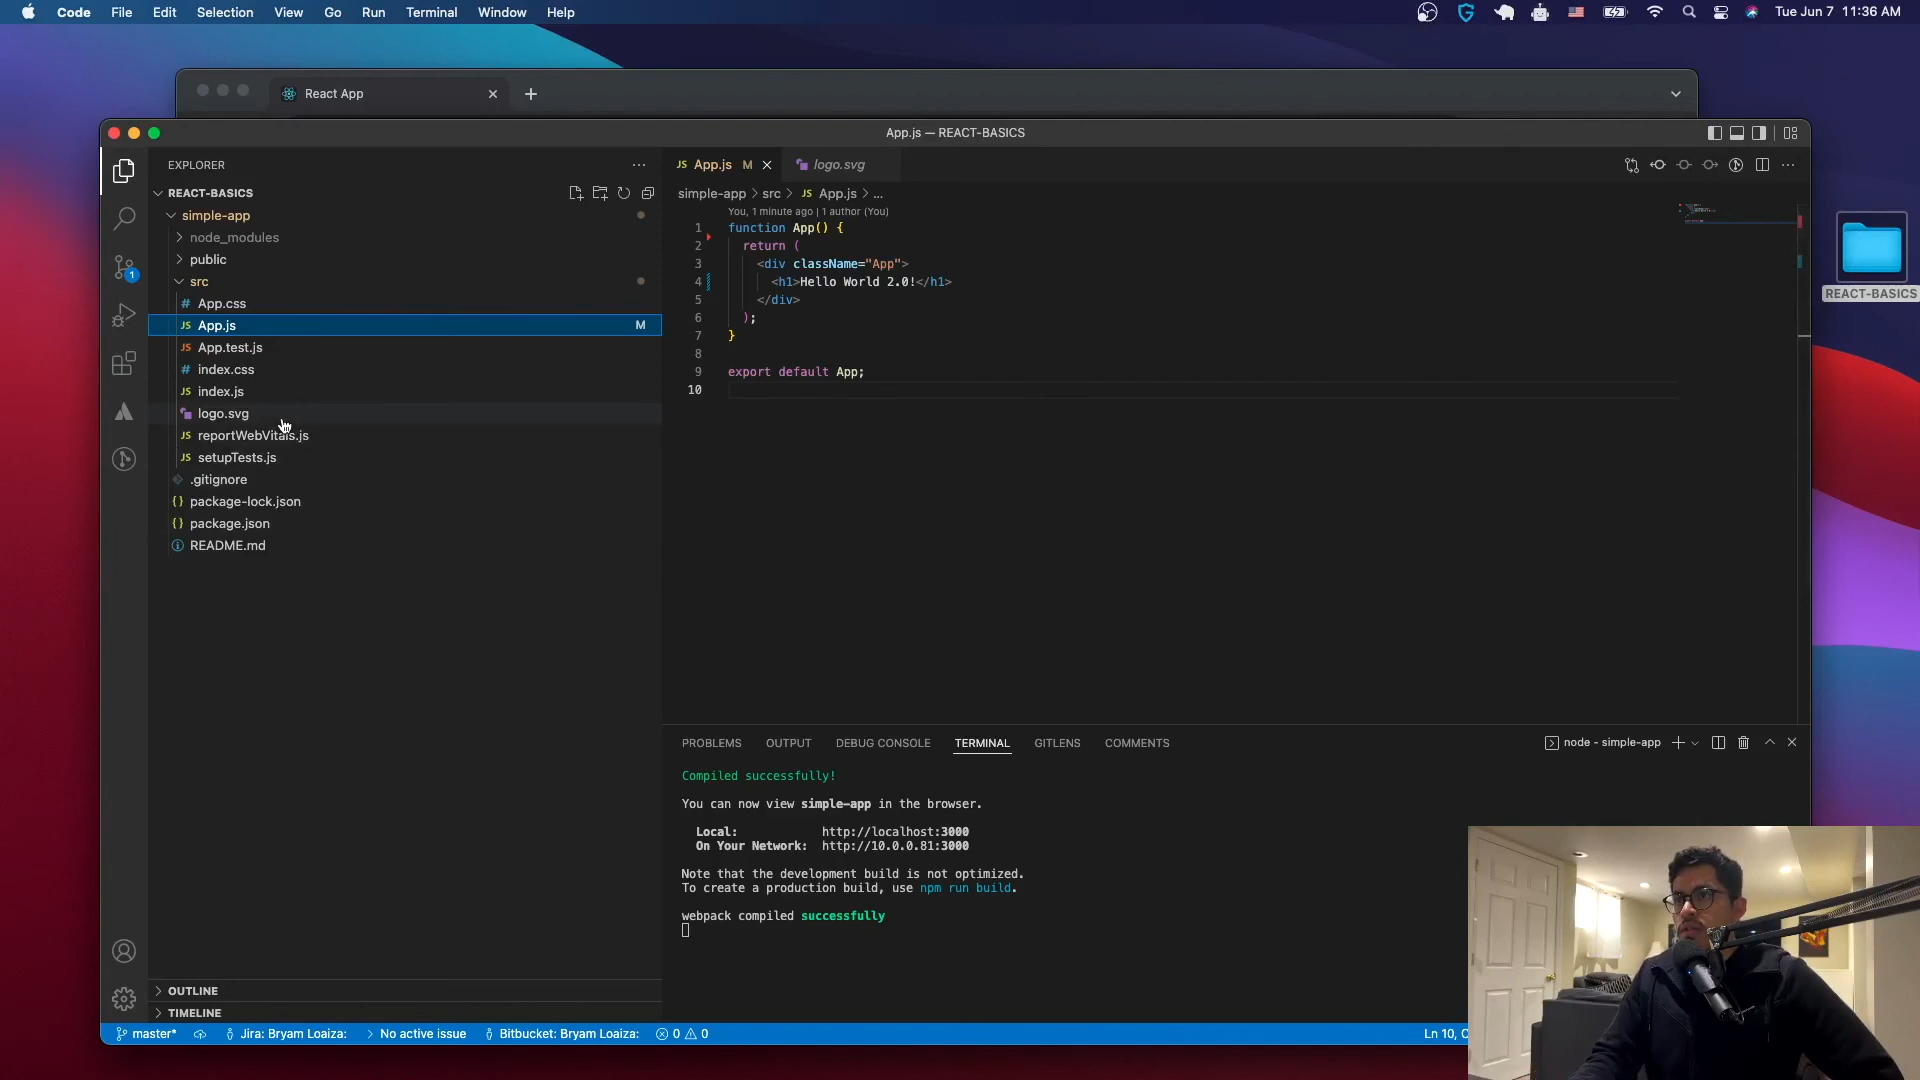 Code File Edit Selection View Go Run Terminal Window Help Tue Jun 7 11:36 AM
React App
App.js — REACT-BASICS
EXPLORER
REACT-BASICS
simple-app
node_modules
public
src
App.css
App.js M
App.test.js
index.css
index.js
logo.svg
reportWebVitals.js
setupTests.js
.gitignore
package-lock.json
package.json
README.md
OUTLINE
TIMELINE
App.js M logo.svg
simple-app > src > App.js > ...
You, 1 minute ago | 1 author (You)
1 function App() {
2 return (
3 <div className="App">
4 <h1>Hello World 2.0!</h1>
5 </div>
6 );
7 }
8
9 export default App;
10
PROBLEMS OUTPUT DEBUG CONSOLE TERMINAL GITLENS COMMENTS node - simple-app
Compiled successfully!
You can now view simple-app in the browser.
Local: http://localhost:3000
On Your Network: http://10.0.0.81:3000
Note that the development build is not optimized.
To create a production build, use npm run build.
webpack compiled successfully
master* Jira: Bryam Loaiza: No active issue Bitbucket: Bryam Loaiza: 0 0 Ln 10, C
REACT-BASICS
1